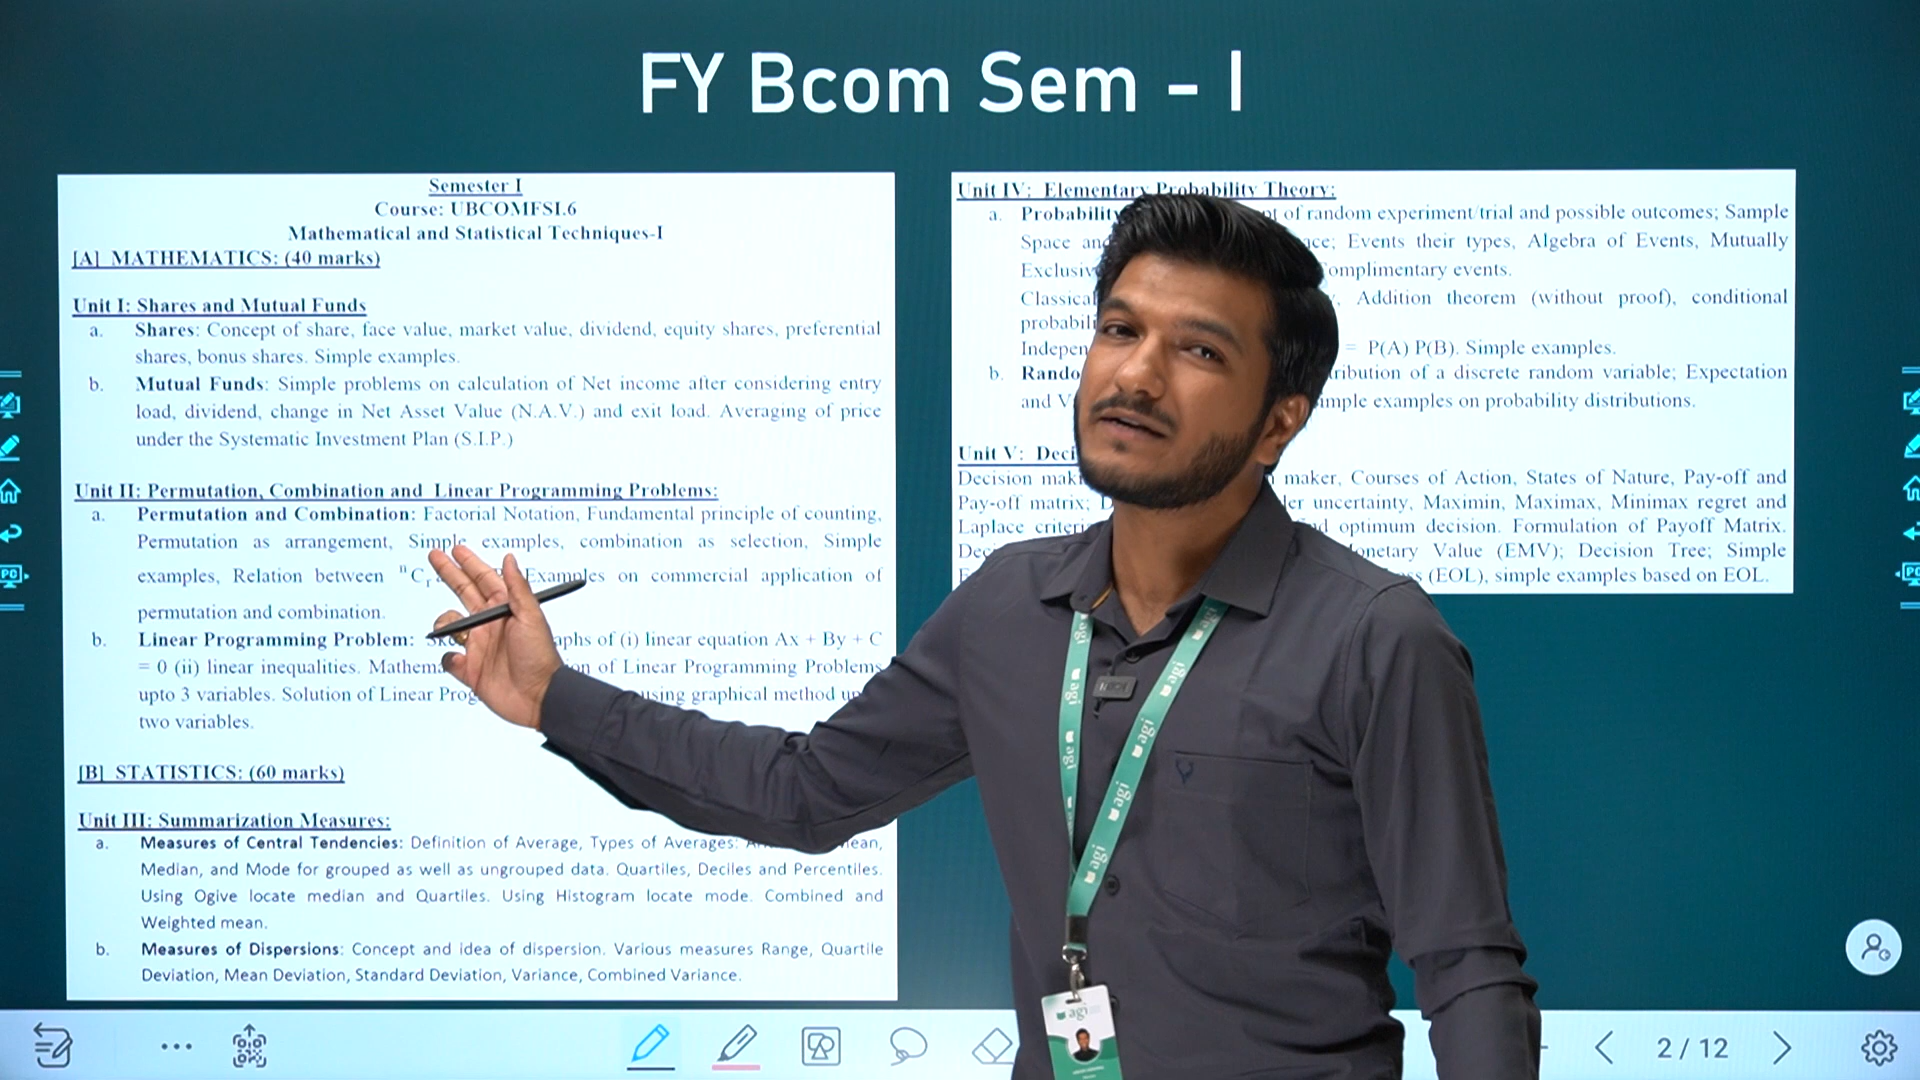 FY Bcom Sem - I
Semester I
Course: UBCOMFSI.6
Mathematical and Statistical Techniques-I
[A] MATHEMATICS: (40 marks)
Unit I: Shares and Mutual Funds
a. Shares: Concept of share, face value, market value, dividend, equity shares, preferential
shares, bonus shares. Simple examples.
b. Mutual Funds: Simple problems on calculation of Net income after considering entry
load, dividend, change in Net Asset Value (N.A.V.) and exit load. Averaging of price
under the Systematic Investment Plan (S.I.P.)
Unit II: Permutation, Combination and Linear Programming Problems:
a. Permutation and Combination: Factorial Notation, Fundamental principle of counting,
Permutation as arrangement, Simple examples, combination as selection, Simple
examples, Relation between ⁿCᵣ Examples on commercial application of
permutation and combination.
b. Linear Programming Problem: of (i) linear equation Ax + By + C
= 0 (ii) linear inequalities. of Linear Programming Problems
upto 3 variables. Solution of Linear using graphical method
two variables.
[B] STATISTICS: (60 marks)
Unit III: Summarization Measures:
a. Measures of Central Tendencies: Definition of Average, Types of Averages:
Median, and Mode for grouped as well as ungrouped data. Quartiles, Deciles and Percentiles.
Using Ogive locate median and Quartiles. Using Histogram locate mode. Combined and
Weighted mean.
b. Measures of Dispersions: Concept and idea of dispersion. Various measures Range, Quartile
Deviation, Mean Deviation, Standard Deviation, Variance, Combined Variance.
Unit IV: Elementary Probability Theory:
a. Probability of random experiment/trial and possible outcomes; Sample
Space Events their types, Algebra of Events, Mutually
events.
Classical Addition theorem (without proof), conditional
= P(A) P(B). Simple examples.
b. of a discrete random variable; Expectation
and examples on probability distributions.
Unit V:
Decision maker, Courses of Action, States of Nature, Pay-off and
Pay-off matrix; uncertainty, Maximin, Maximax, Minimax regret and
Laplace optimum decision. Formulation of Payoff Matrix.
Value (EMV); Decision Tree; Simple
(EOL), simple examples based on EOL.
agi
agi
agi
agi
agi
agi
agi
agi
2 / 12